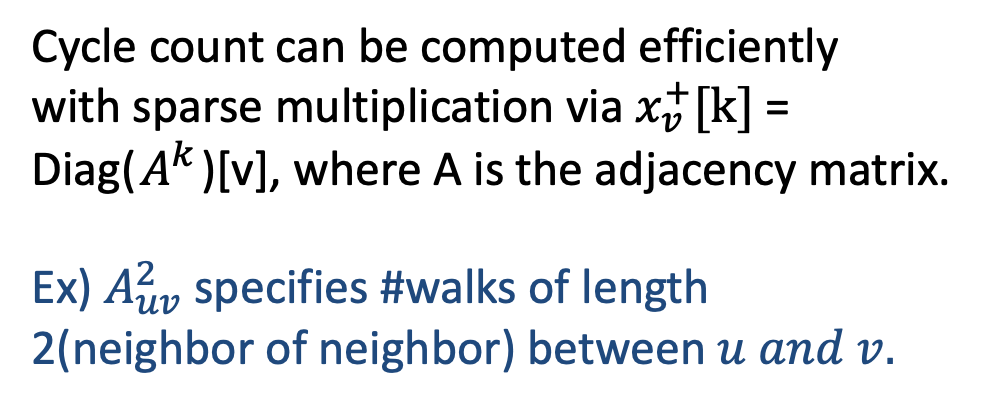 Cycle count can be computed efficiently
with sparse multiplication via $x_v^+$[k] =
Diag($A^k$)[v], where A is the adjacency matrix.
Ex) $A_{uv}^2$ specifies #walks of length
2(neighbor of neighbor) between $u$ $and$ $v$.